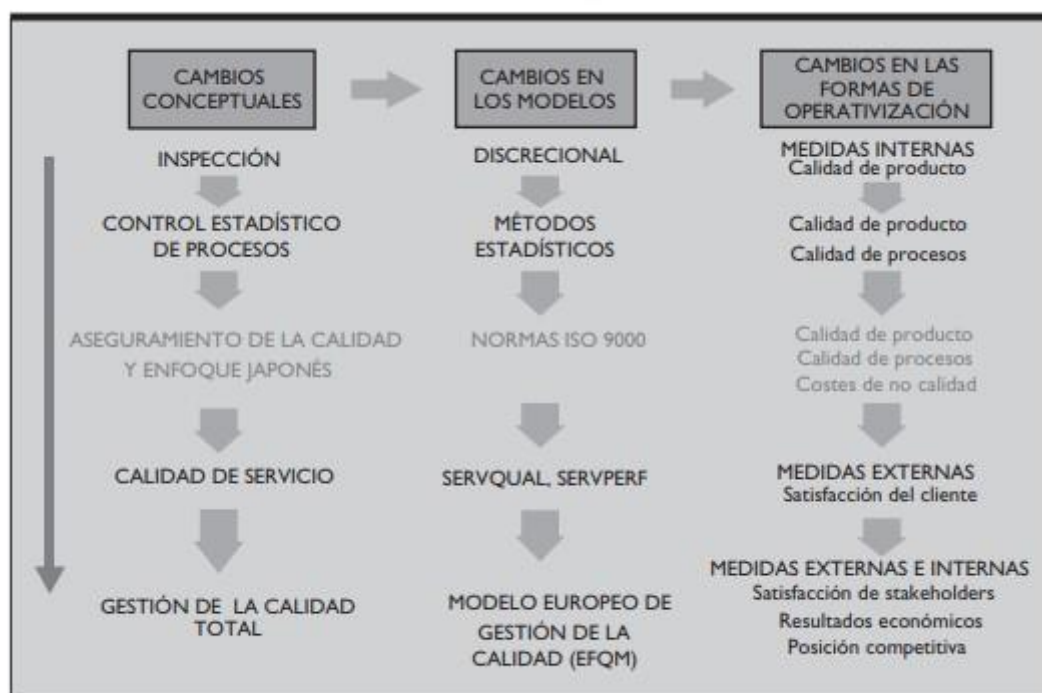 CAMBIOS
CONCEPTUALES
CAMBIOS EN
LOS MODELOS
CAMBIOS EN LAS
FORMAS DE
OPERATIVIZACIÓN
INSPECCIÓN
DISCRECIONAL
MEDIDAS INTERNAS
Calidad de producto
CONTROL ESTADÍSTICO
DE PROCESOS
MÉTODOS
ESTADÍSTICOS
Calidad de producto
Calidad de procesos
ASEGURAMIENTO DE LA CALIDAD
Y ENFOQUE JAPONÉS
NORMAS ISO 9000
Calidad de producto
Calidad de procesos
Costes de no calidad
CALIDAD DE SERVICIO
SERVQUAL, SERVPERF
MEDIDAS EXTERNAS
Satisfacción del cliente
GESTIÓN DE LA CALIDAD
TOTAL
MODELO EUROPEO DE
GESTIÓN DE LA
CALIDAD (EFQM)
MEDIDAS EXTERNAS E INTERNAS
Satisfacción de stakeholders
Resultados económicos
Posición competitiva